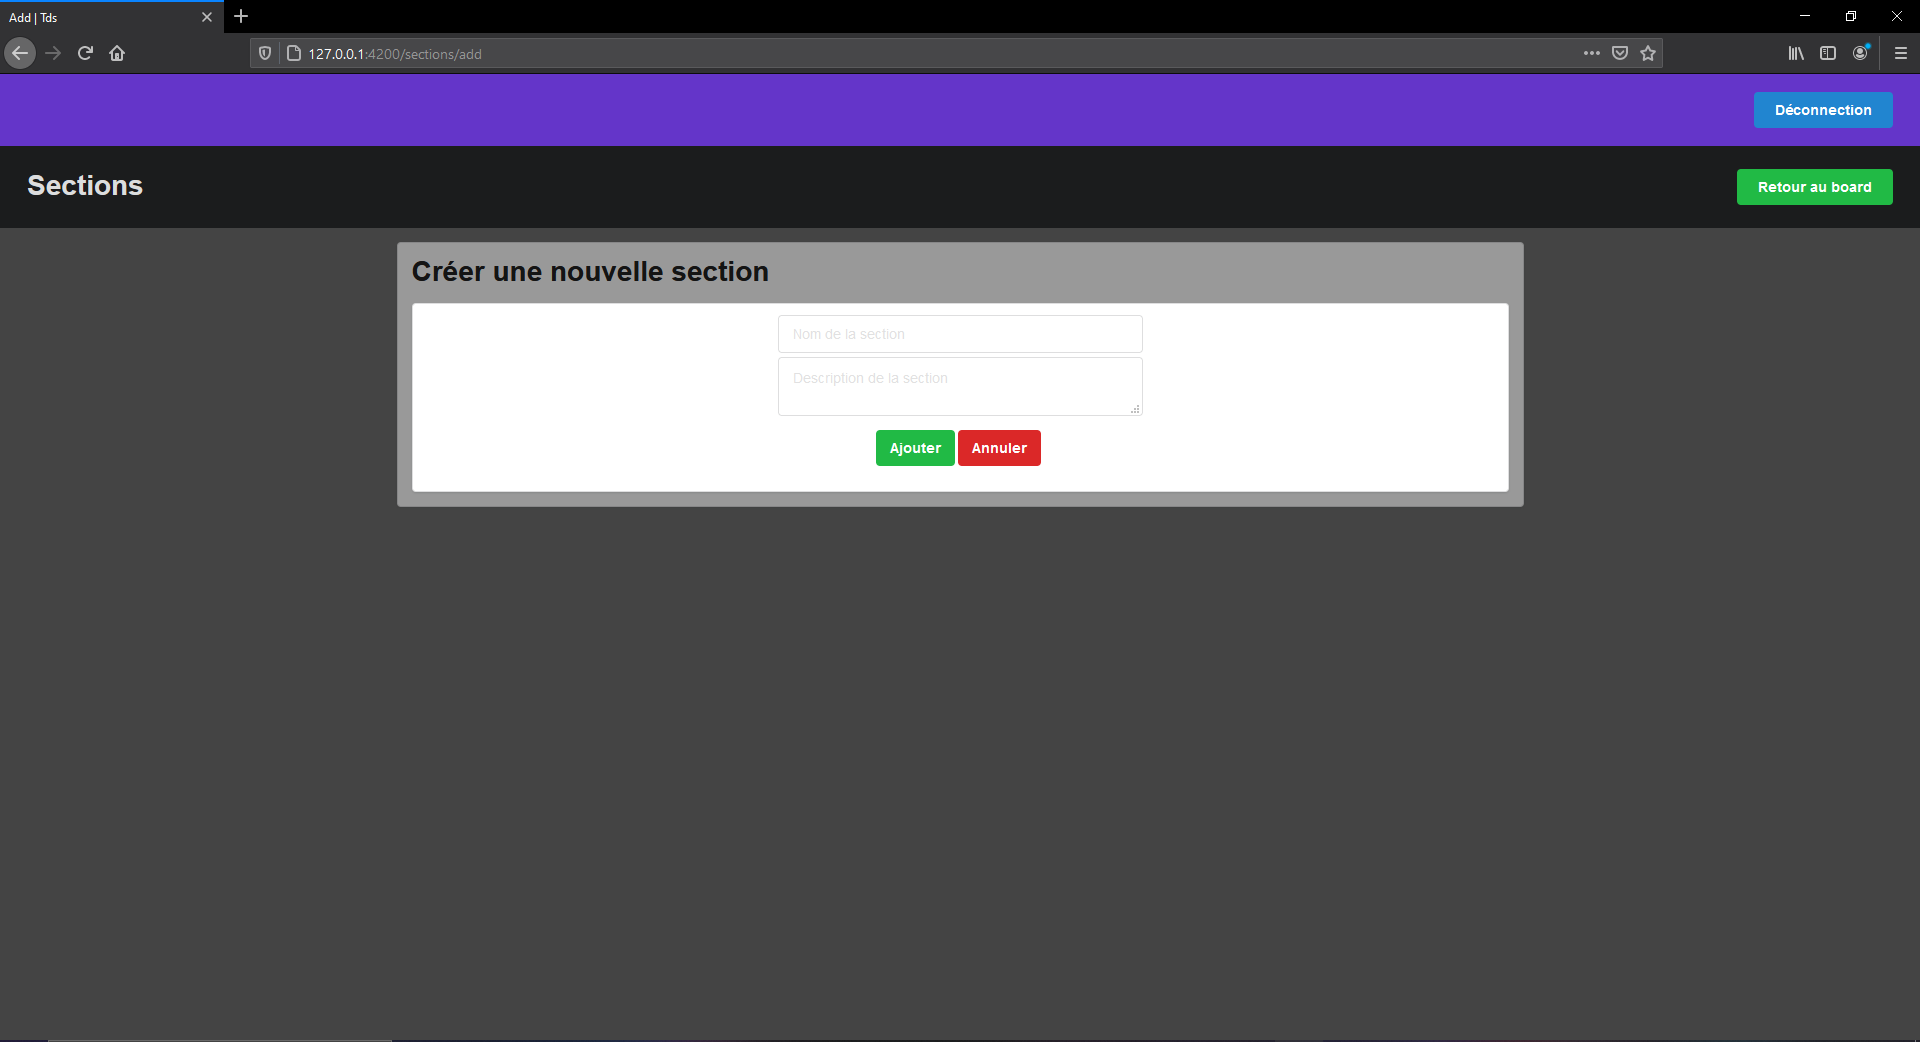 Add | Tds
127.0.0.1:4200/sections/add
Déconnection
Sections
Retour au board
Créer une nouvelle section
Nom de la section
Description de la section
Ajouter Annuler